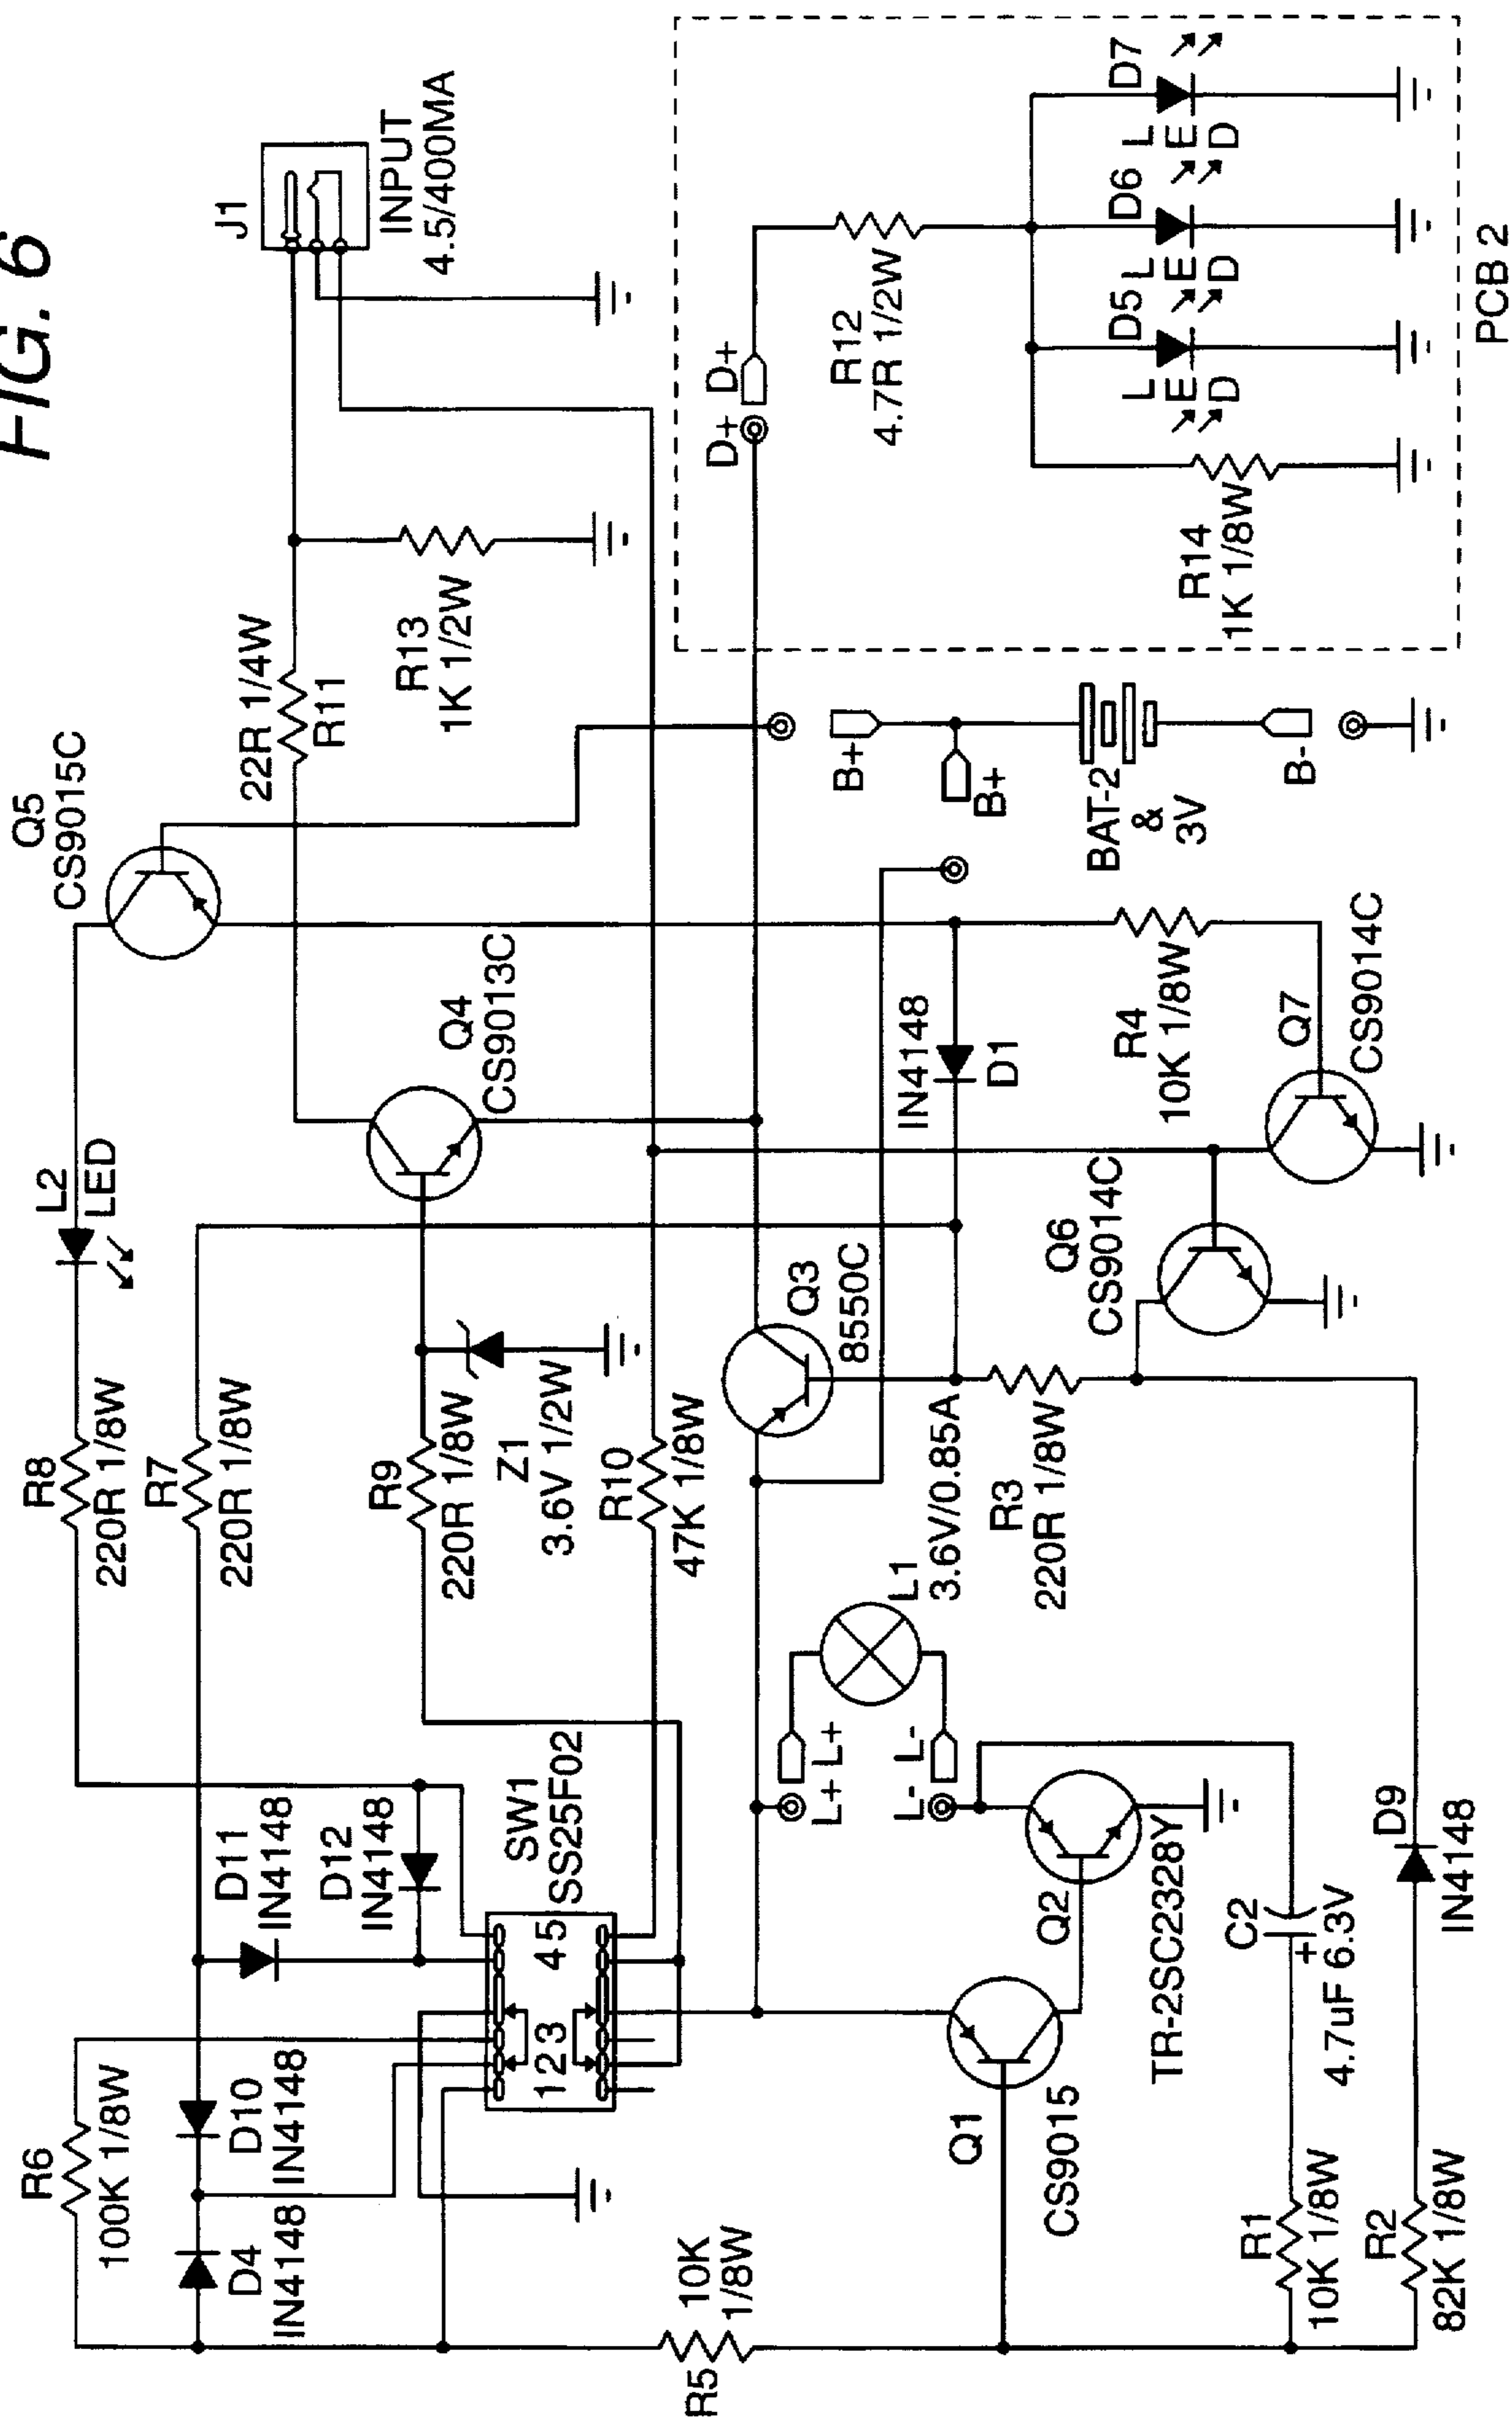 FIG. 6
Q5
CS9015C
J1
INPUT
4.5/400MA
22R 1/4W
R11
R13
1K 1/2W
L2
LED
Q4
CS9013C
R8
220R 1/8W
R7
220R 1/8W
R9
220R 1/8W
Z1
3.6V 1/2W
R10
47K 1/8W
R6
100K 1/8W
D4
IN4148
D10
IN4148
D11
IN4148
D12
IN4148
SW1
SS25F02
123
45
R5
10K
1/8W
Q1
CS9015
Q2
TR-2SC2328Y
L+
L+
L-
L-
L1
3.6V/0.85A
Q3
8550C
R3
220R 1/8W
IN4148
D1
Q6
CS9014C
R4
10K 1/8W
Q7
CS9014C
B+
B+
BAT-2
&
3V
B-
D+
D+
R12
4.7R 1/2W
R14
1K 1/8W
D5
LED
D6
LED
D7
LED
PCB 2
C2
+
4.7uF 6.3V
R1
10K 1/8W
R2
82K 1/8W
D9
IN4148